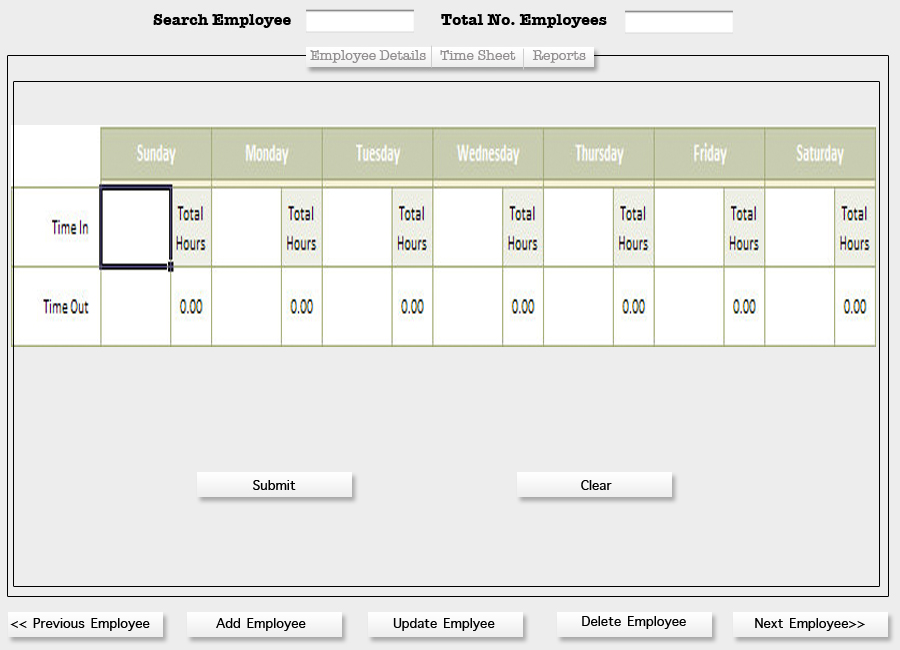 Search Employee Total No. Employees
Employee Details Time Sheet Reports
Sunday Monday Tuesday Wednesday Thursday Friday Saturday
Time In Total Hours Total Hours Total Hours Total Hours Total Hours Total Hours Total Hours
Time Out 0.00 0.00 0.00 0.00 0.00 0.00 0.00
Submit Clear
<< Previous Employee Add Employee Update Emplyee Delete Employee Next Employee>>